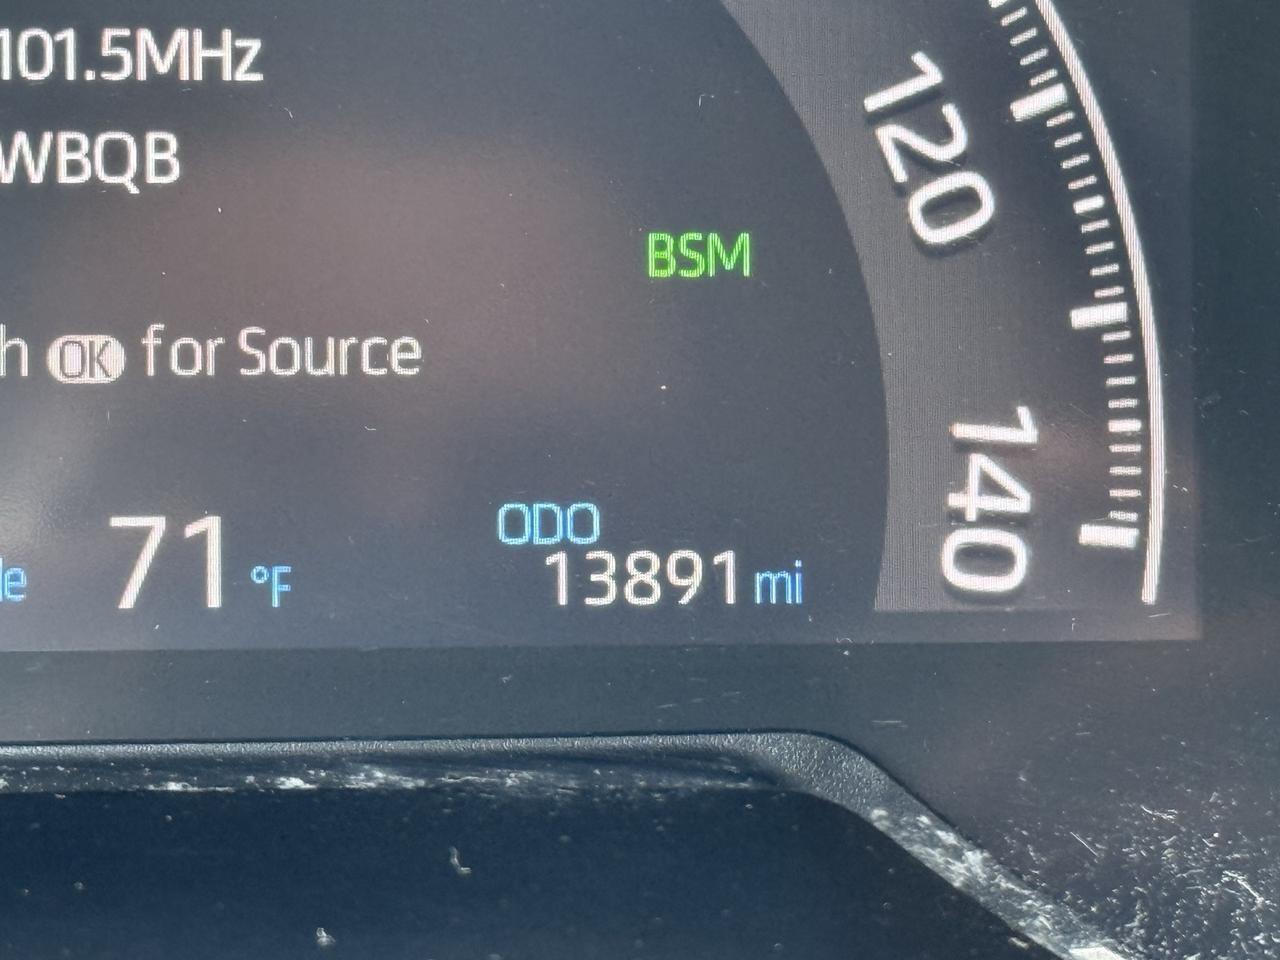 101.5MHz
WBQB
BSM
h OK for Source
71 °F
ODO
13891 mi
120
140